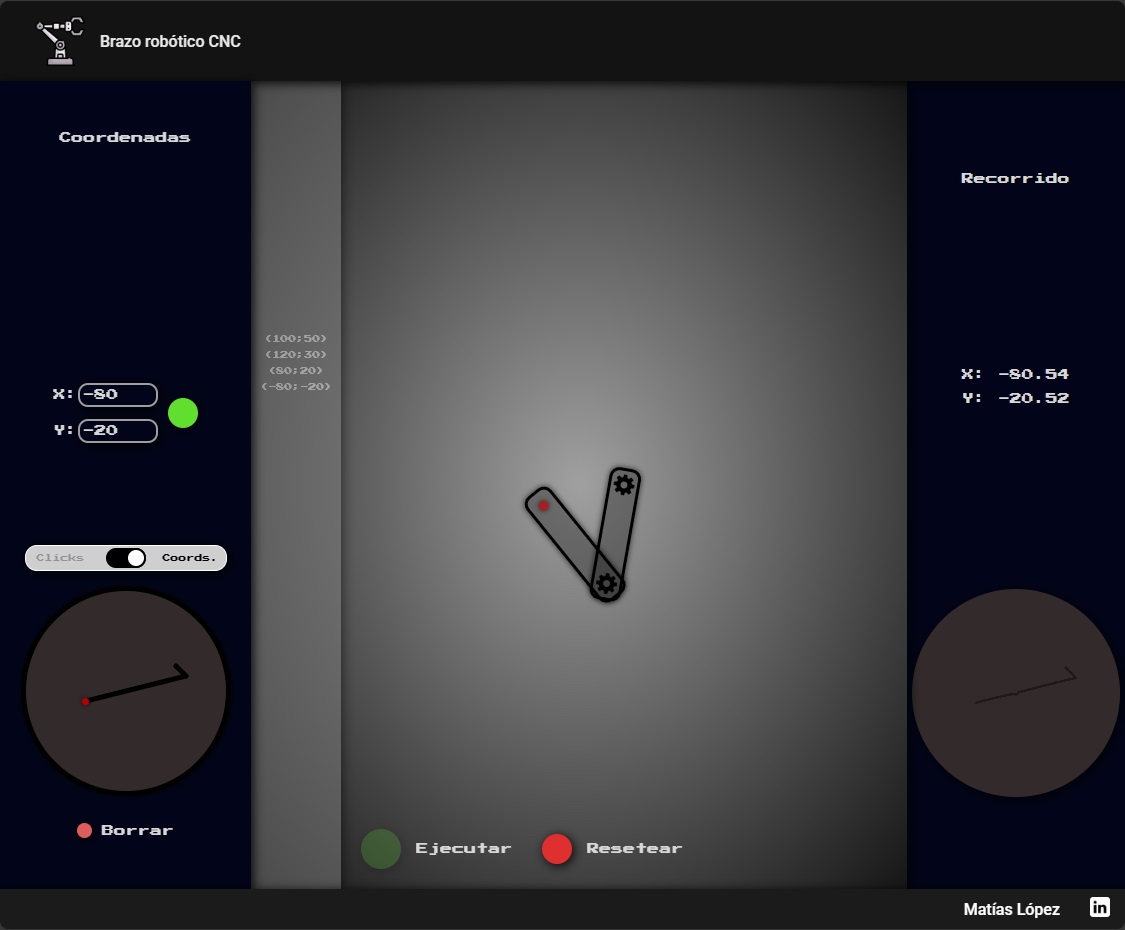 Brazo robótico CNC
Coordenadas
X: -80
Y: -20
Clicks Coords.
Borrar
(100;50)
(120;30)
(80;20)
(-80;-20)
Ejecutar Resetear
Recorrido
X: -80.54
Y: -20.52
Matías López in